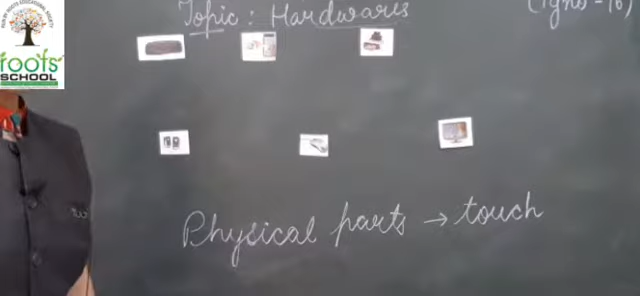 Topic : Hardwares
roots
SCHOOL
Physical parts → touch